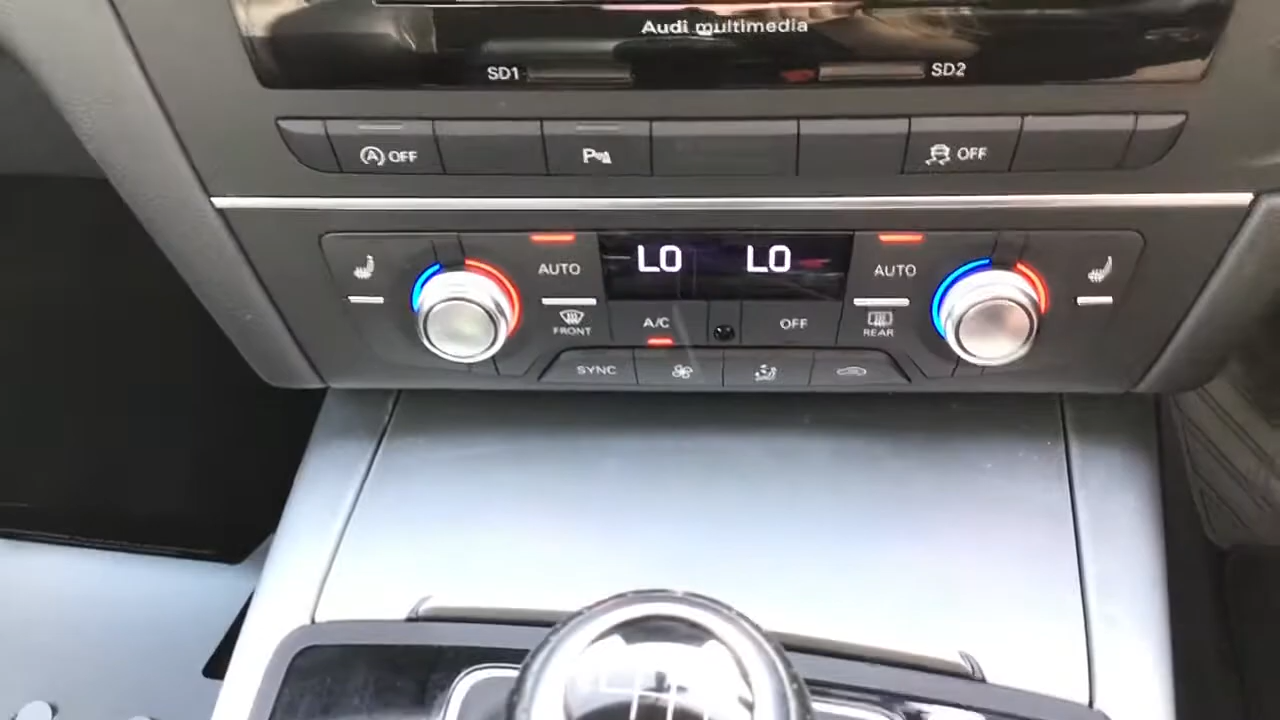 Audi multimedia
SD1 SD2
A OFF P OFF
AUTO LO LO AUTO
FRONT A/C OFF REAR
SYNC